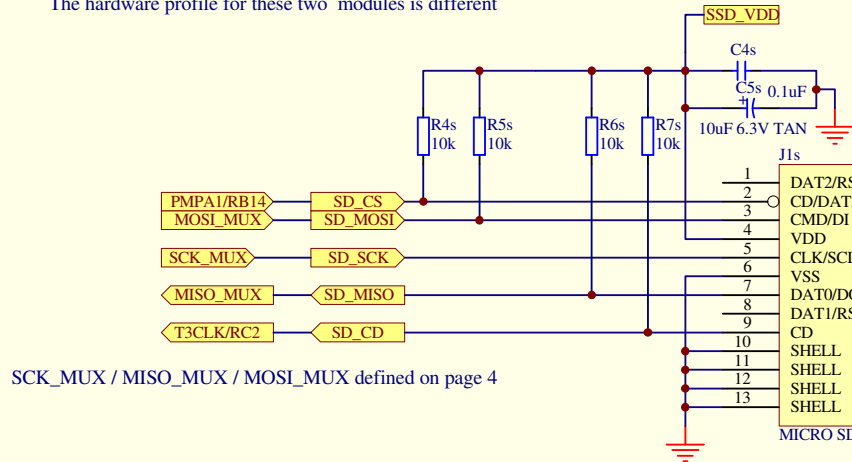 The hardware profile for these two modules is different
SSD_VDD
C4s
C5s 0.1uF
+
10uF 6.3V TAN
R4s
10k
R5s
10k
R6s
10k
R7s
10k
J1s
PMPA1/RB14 SD_CS
MOSI_MUX SD_MOSI
SCK_MUX SD_SCK
MISO_MUX SD_MISO
T3CLK/RC2 SD_CD
1 DAT2/RS
2 CD/DAT
3 CMD/DI
4 VDD
5 CLK/SCL
6 VSS
7 DAT0/DO
8 DAT1/RS
9 CD
10 SHELL
11 SHELL
12 SHELL
13 SHELL
MICRO SD
SCK_MUX / MISO_MUX / MOSI_MUX defined on page 4